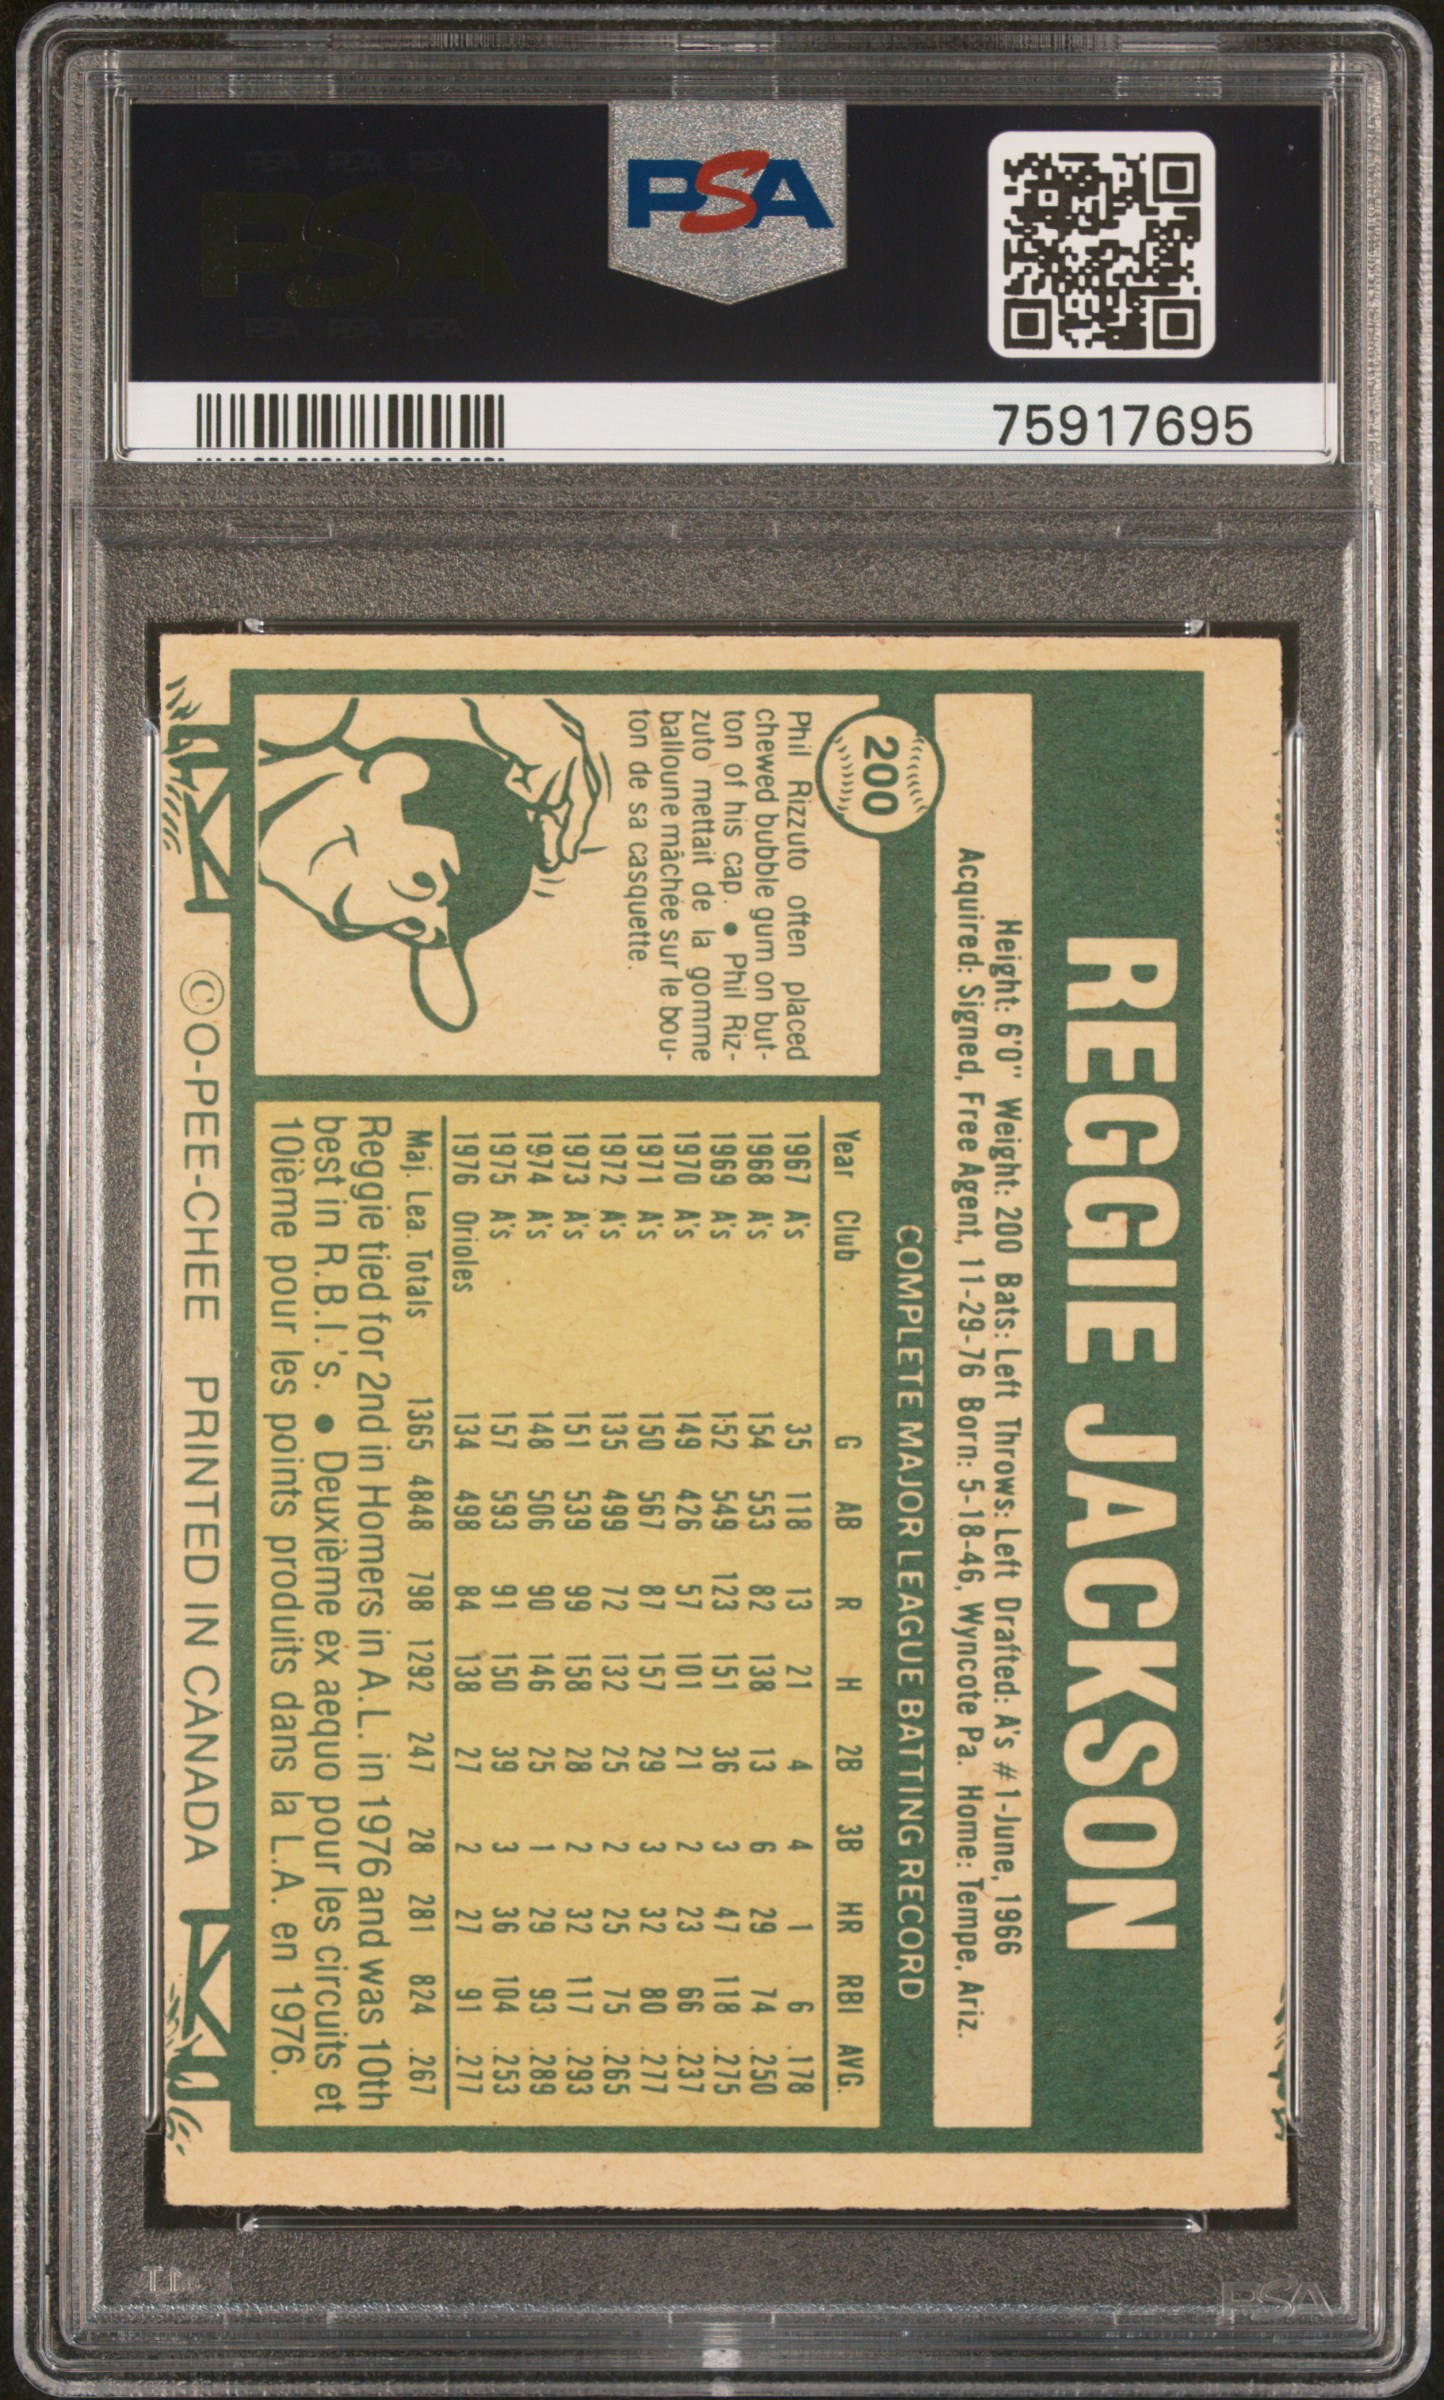 PSA
75917695
REGGIE JACKSON
Height: 6'0" Weight: 200 Bats: Left Throws: Left Drafted: A's #1-June, 1966
Acquired: Signed, Free Agent, 11-29-76 Born: 5-18-46, Wyncote Pa. Home: Tempe, Ariz.
200
Phil Rizzuto often placed
chewed bubble gum on but-
ton of his cap. ● Phil Riz-
zuto mettait de la gomme
balloune mâchée sur le bou-
ton de sa casquette.
COMPLETE MAJOR LEAGUE BATTING RECORD
Year Club G AB R H 2B 3B HR RBI AVG.
1967 A's 35 118 13 21 4 4 1 6 .178
1968 A's 154 553 82 138 13 6 29 74 .250
1969 A's 152 549 123 151 36 3 47 118 .275
1970 A's 149 426 57 101 21 2 23 66 .237
1971 A's 150 567 87 157 29 3 32 80 .277
1972 A's 135 499 72 132 25 2 25 75 .265
1973 A's 151 539 99 158 28 2 32 117 .293
1974 A's 148 506 90 146 25 1 29 93 .289
1975 A's 157 593 91 150 39 3 36 104 .253
1976 Orioles 134 498 84 138 27 2 27 91 .277
Maj. Lea. Totals 1365 4848 798 1292 247 28 281 824 .267
Reggie tied for 2nd in Homers in A.L. in 1976 and was 10th
best in R.B.I.'s. ● Deuxième ex aequo pour les circuits et
10ième pour les points produits dans la L.A. en 1976.
©O-PEE-CHEE PRINTED IN CANADA
PSA